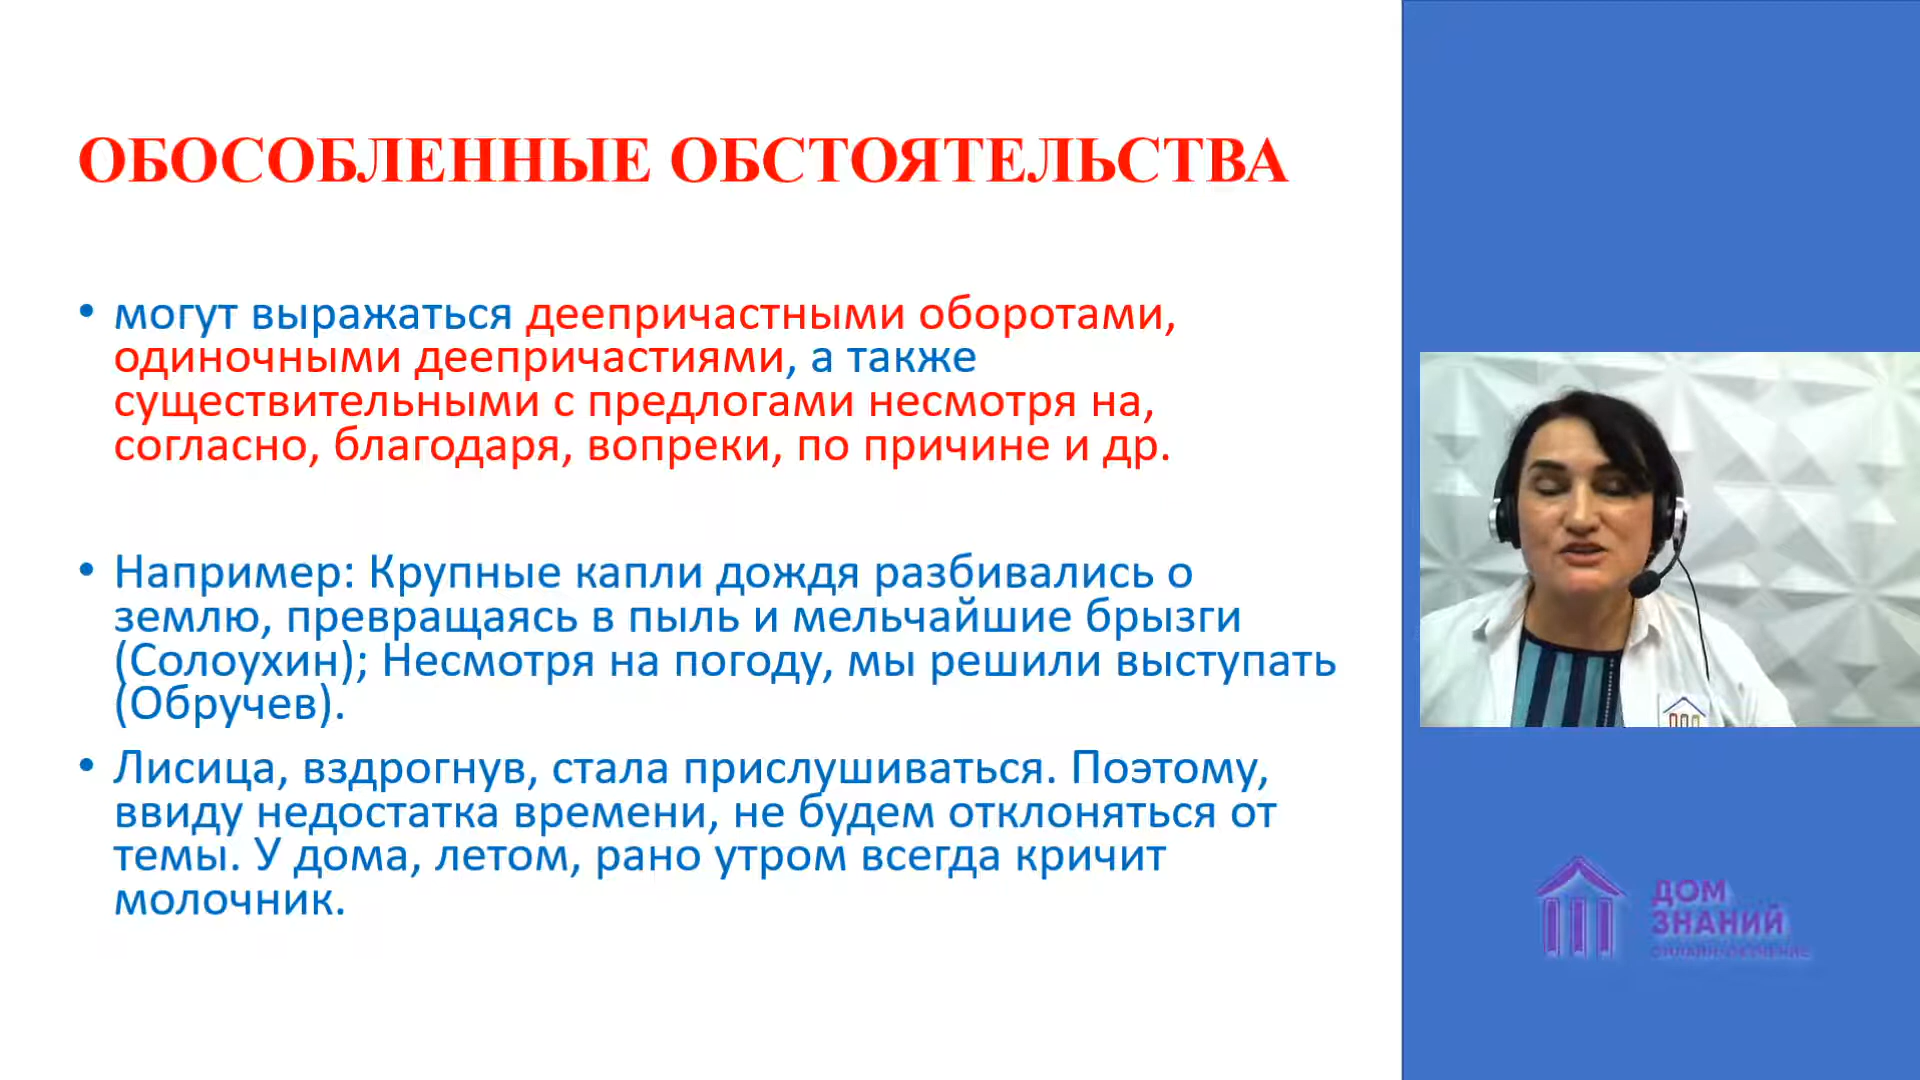 ОБОСОБЛЕННЫЕ ОБСТОЯТЕЛЬСТВА
• могут выражаться деепричастными оборотами,
одиночными деепричастиями, а также
существительными с предлогами несмотря на,
согласно, благодаря, вопреки, по причине и др.
• Например: Крупные капли дождя разбивались о
землю, превращаясь в пыль и мельчайшие брызги
(Солоухин); Несмотря на погоду, мы решили выступать
(Обручев).
• Лисица, вздрогнув, стала прислушиваться. Поэтому,
ввиду недостатка времени, не будем отклоняться от
темы. У дома, летом, рано утром всегда кричит
молочник.
ДОМ
ЗНАНИЙ